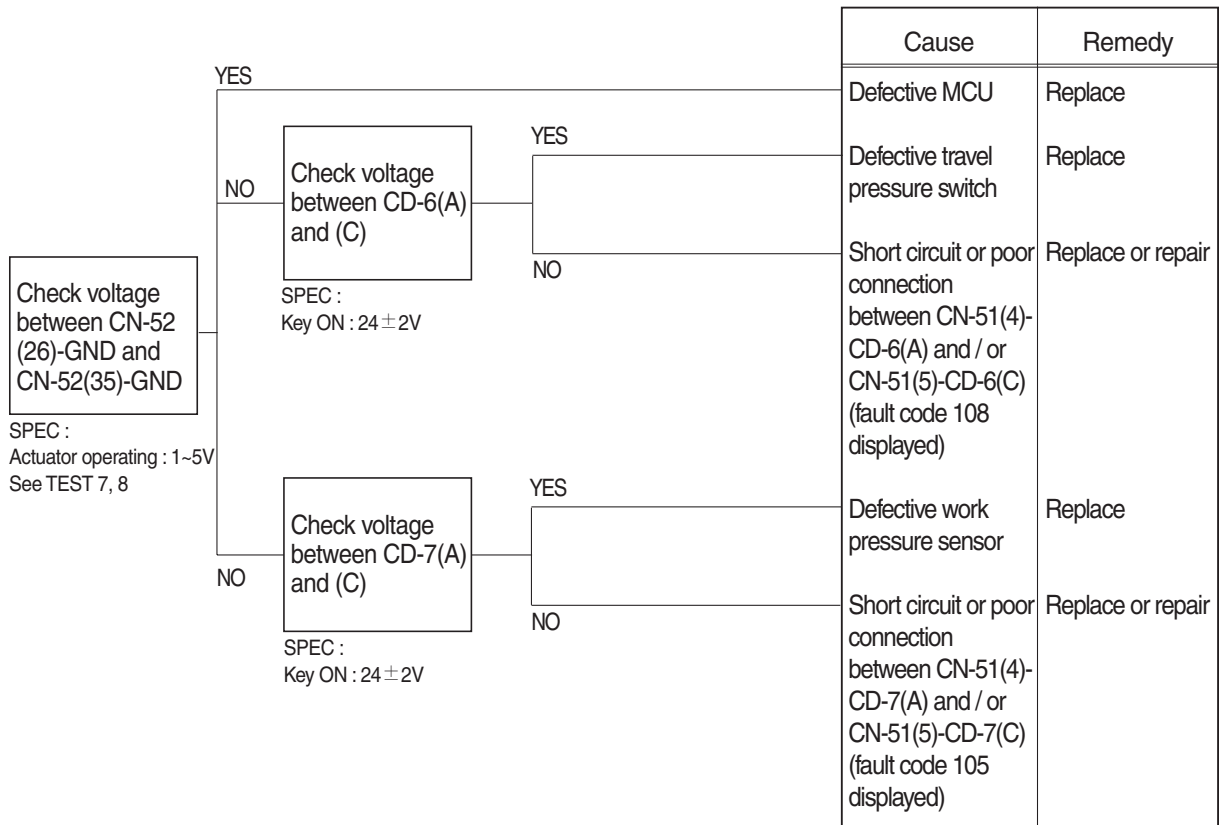 Check voltage
between CN-52
(26)-GND and
CN-52(35)-GND
SPEC :
Actuator operating : 1~5V
See TEST 7, 8
YES
NO
NO
Check voltage
between CD-6(A)
and (C)
SPEC :
Key ON : 24±2V
YES
NO
Check voltage
between CD-7(A)
and (C)
SPEC :
Key ON : 24±2V
YES
NO
Cause Remedy
Defective MCU Replace
Defective travel Replace
pressure switch
Short circuit or poor Replace or repair
connection
between CN-51(4)-
CD-6(A) and / or
CN-51(5)-CD-6(C)
(fault code 108
displayed)
Defective work Replace
pressure sensor
Short circuit or poor Replace or repair
connection
between CN-51(4)-
CD-7(A) and / or
CN-51(5)-CD-7(C)
(fault code 105
displayed)